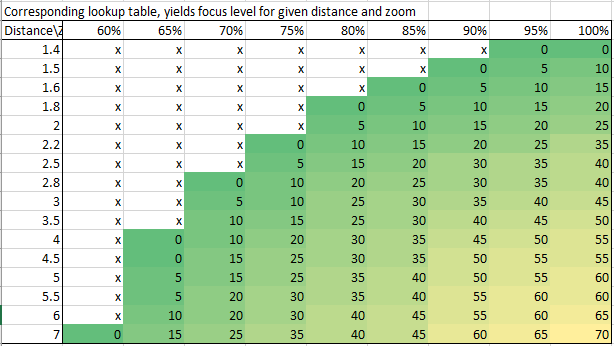 Corresponding lookup table, yields focus level for given distance and zoom
Distance\Z 60% 65% 70% 75% 80% 85% 90% 95% 100%
1.4 x x x x x x x 0 0
1.5 x x x x x x 0 5 10
1.6 x x x x x 0 5 10 15
1.8 x x x x 0 5 10 15 20
2 x x x x 5 10 15 20 25
2.2 x x x 0 10 15 20 25 35
2.5 x x x 5 15 20 30 35 40
2.8 x x 0 10 20 25 30 35 40
3 x x 5 10 25 30 35 40 45
3.5 x x 10 15 25 30 40 45 50
4 x 0 10 20 30 35 45 50 55
4.5 x 0 15 25 30 35 50 55 55
5 x 5 15 25 35 40 50 55 60
5.5 x 5 20 30 35 40 55 60 60
6 x 10 20 30 40 45 55 60 65
7 0 15 25 35 40 45 60 65 70